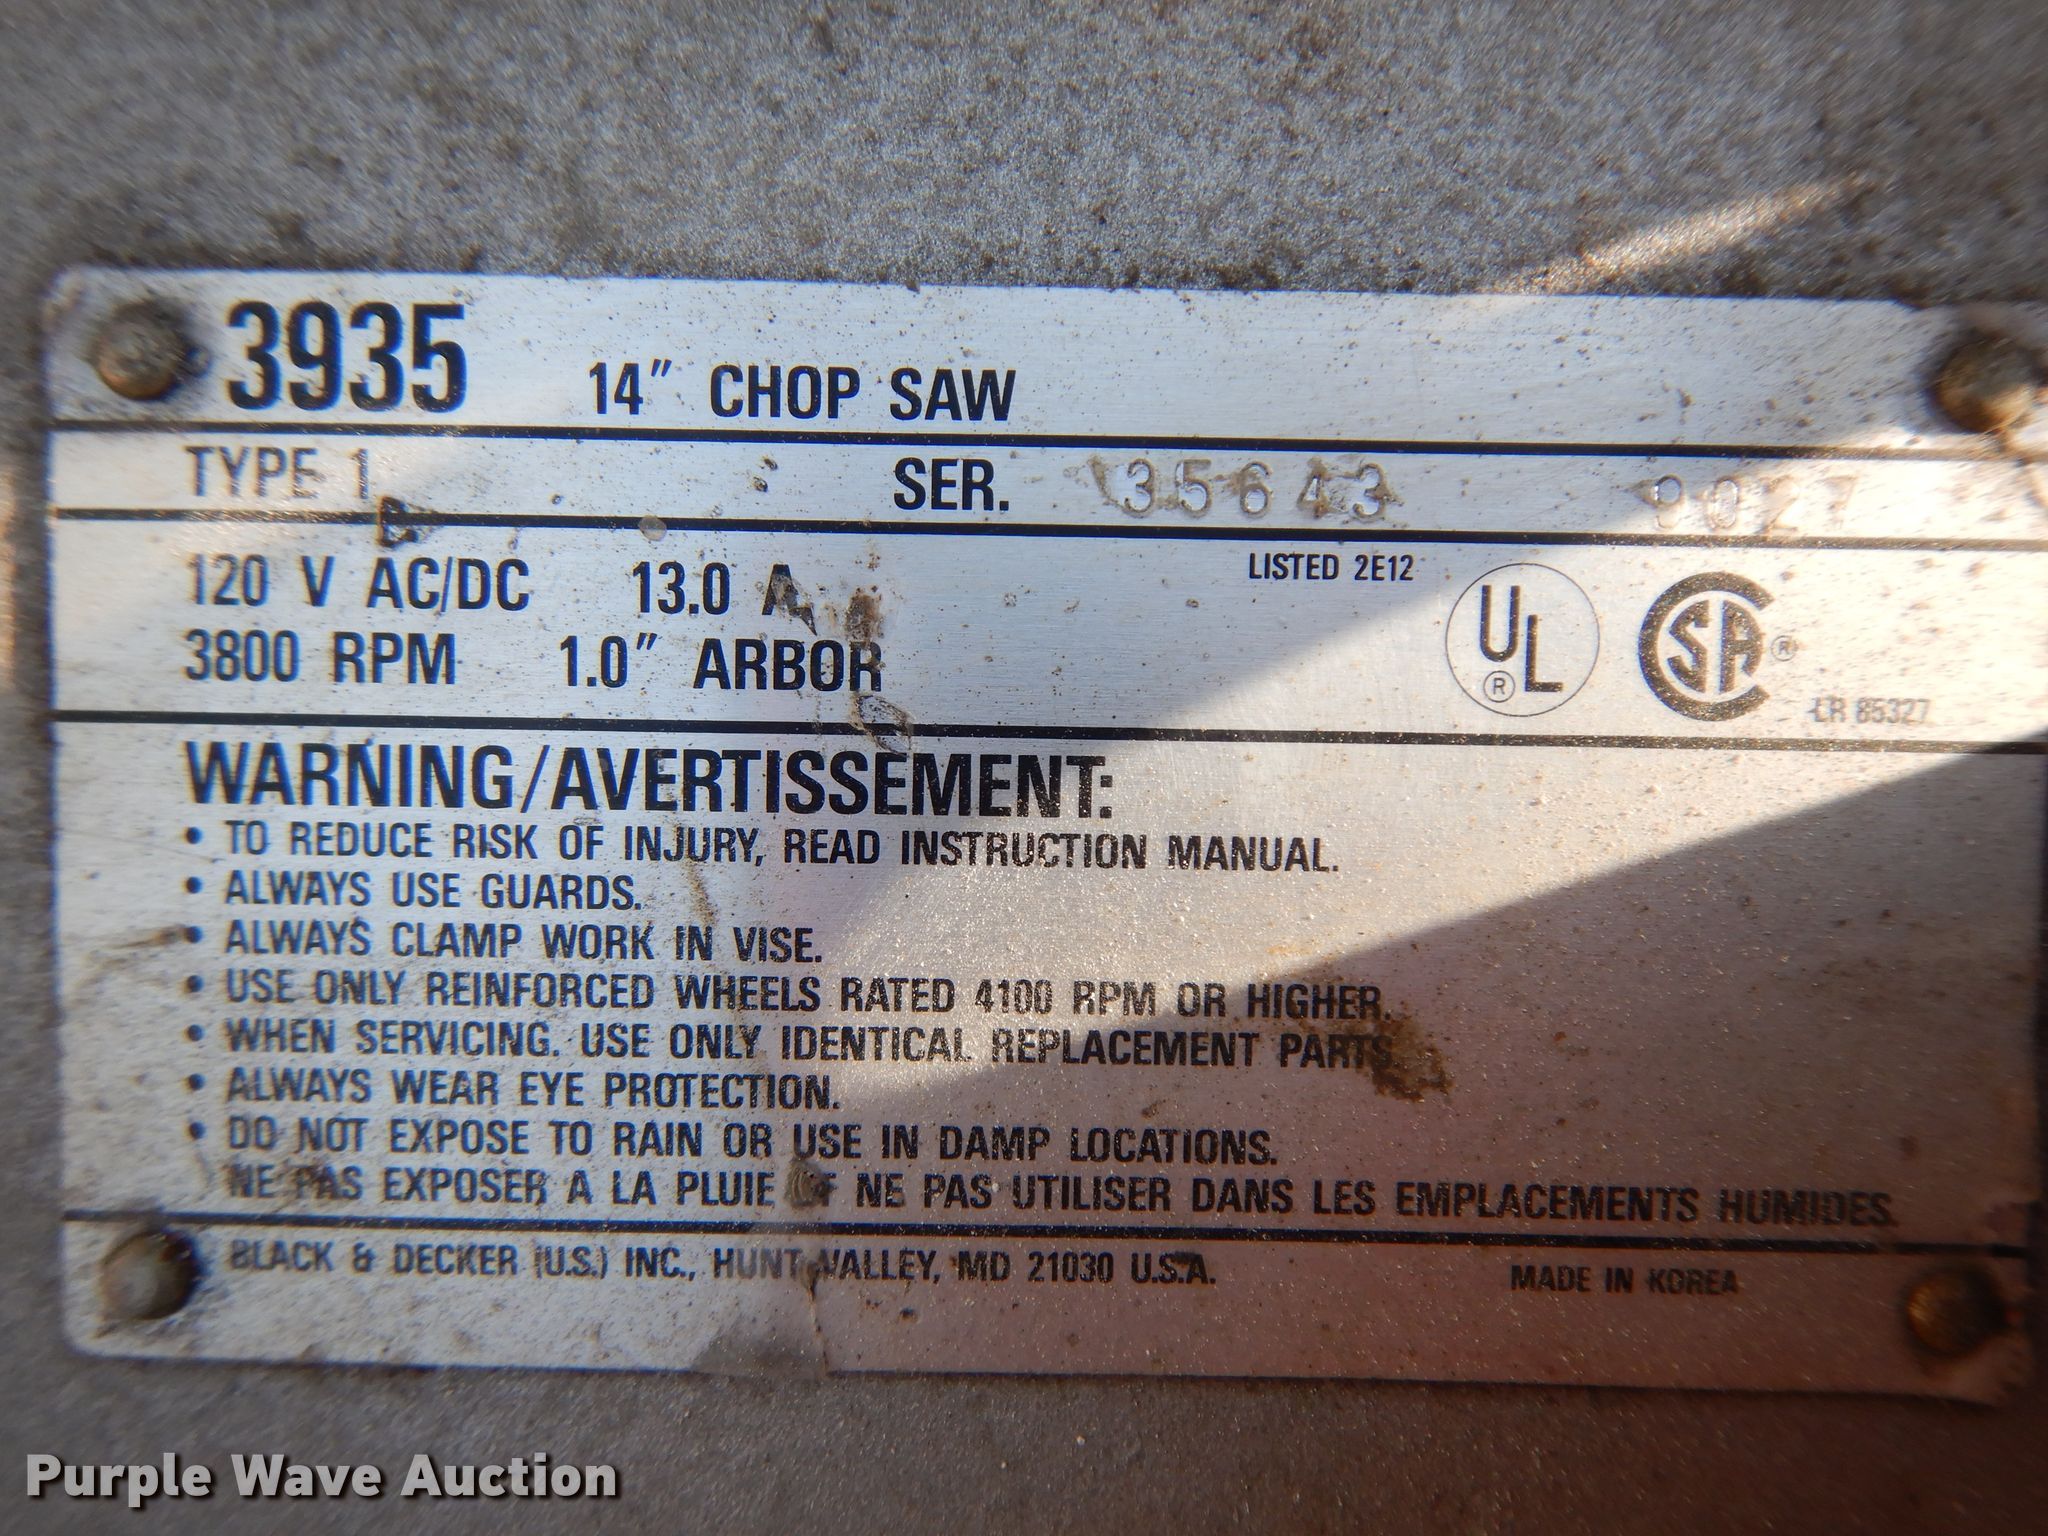 3935 14" CHOP SAW
TYPE 1 SER. 35643 9027
120 V AC/DC 13.0 A
LISTED 2E12 UL ® CSA ®
3800 RPM 1.0" ARBOR
LR 85327
WARNING/AVERTISSEMENT:
• TO REDUCE RISK OF INJURY, READ INSTRUCTION MANUAL.
• ALWAYS USE GUARDS.
• ALWAYS CLAMP WORK IN VISE.
• USE ONLY REINFORCED WHEELS RATED 4100 RPM OR HIGHER.
• WHEN SERVICING, USE ONLY IDENTICAL REPLACEMENT PARTS.
• ALWAYS WEAR EYE PROTECTION.
• DO NOT EXPOSE TO RAIN OR USE IN DAMP LOCATIONS.
NE PAS EXPOSER A LA PLUIE ET NE PAS UTILISER DANS LES EMPLACEMENTS HUMIDES.
BLACK & DECKER (U.S.) INC., HUNT VALLEY, MD 21030 U.S.A. MADE IN KOREA
Purple Wave Auction